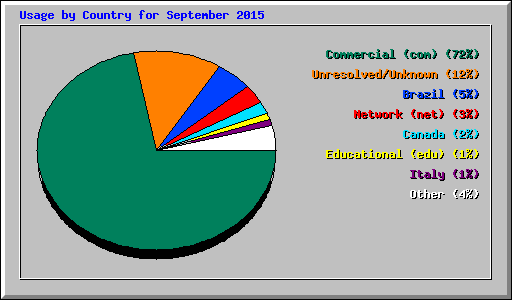 Usage by Country for September 2015
Commercial (com) (72%)
Unresolved/Unknown (12%)
Brazil (5%)
Network (net) (3%)
Canada (2%)
Educational (edu) (1%)
Italy (1%)
Other (4%)